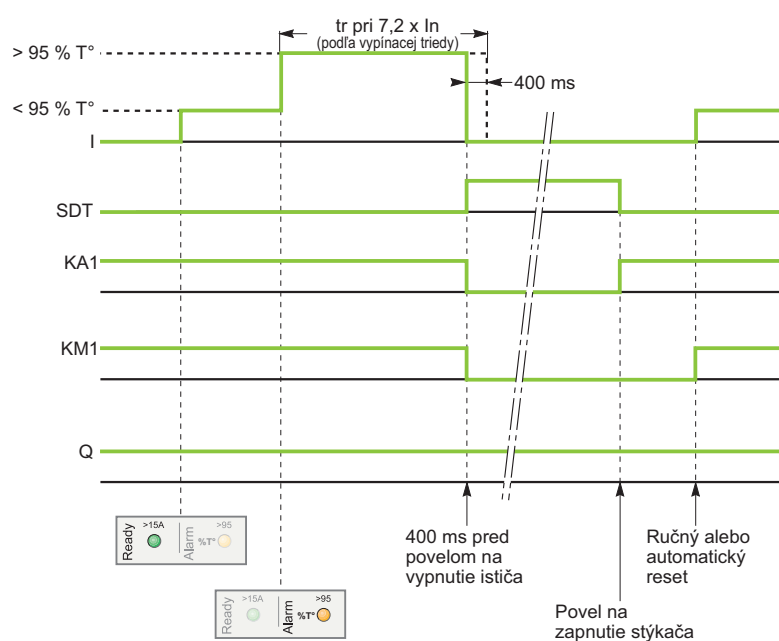 tr pri 7,2 x In
(podľa vypínacej triedy)
> 95 % T°
400 ms
< 95 % T°
I
SDT
KA1
KM1
Q
Ready
>15A
Alarm
%T°
>95
400 ms pred
povelom na
vypnutie ističa
Ručný alebo
automatický
reset
Ready
>15A
Alarm
%T°
>95
Povel na
zapnutie stýkača